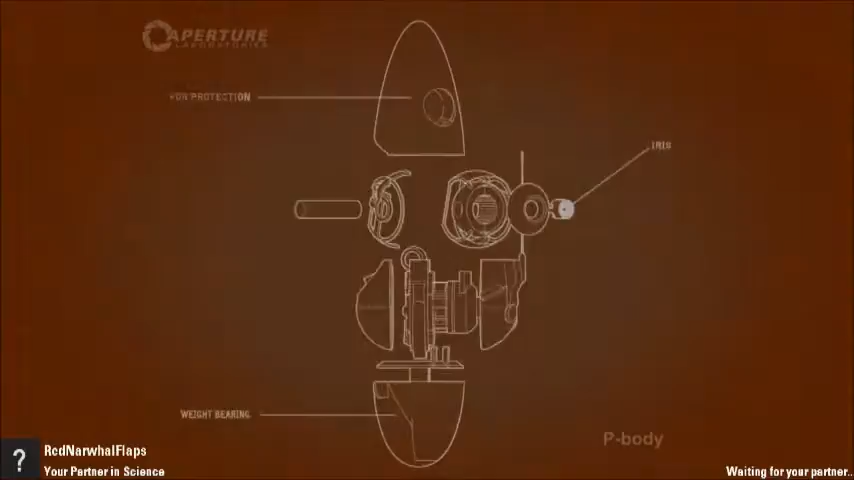 APERTURE
LABORATORIES
FOR PROTECTION
IRIS
WEIGHT BEARING
P-body
?
RedNarwhalFlaps
Your Partner in Science
Waiting for your partner..